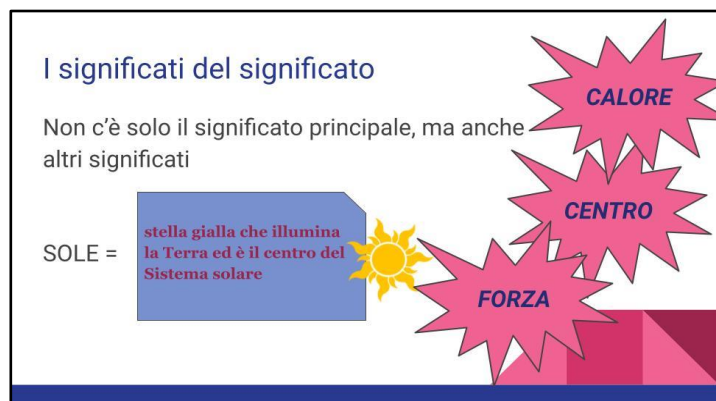 I significati del significato
Non c'è solo il significato principale, ma anche
altri significati
SOLE =
stella gialla che illumina
la Terra ed è il centro del
Sistema solare
CALORE
CENTRO
FORZA